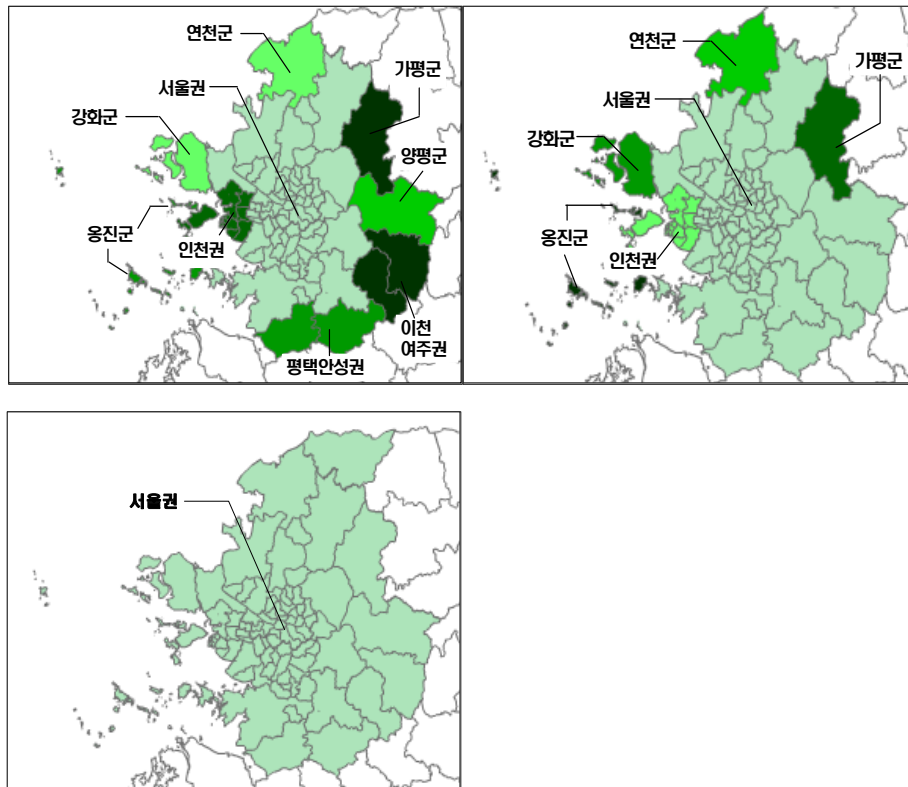 연천군
가평군
서울권
강화군
양평군
옹진군
인천권
이천
여주권
평택안성권
연천군
가평군
서울권
강화군
옹진군
인천권
서울권